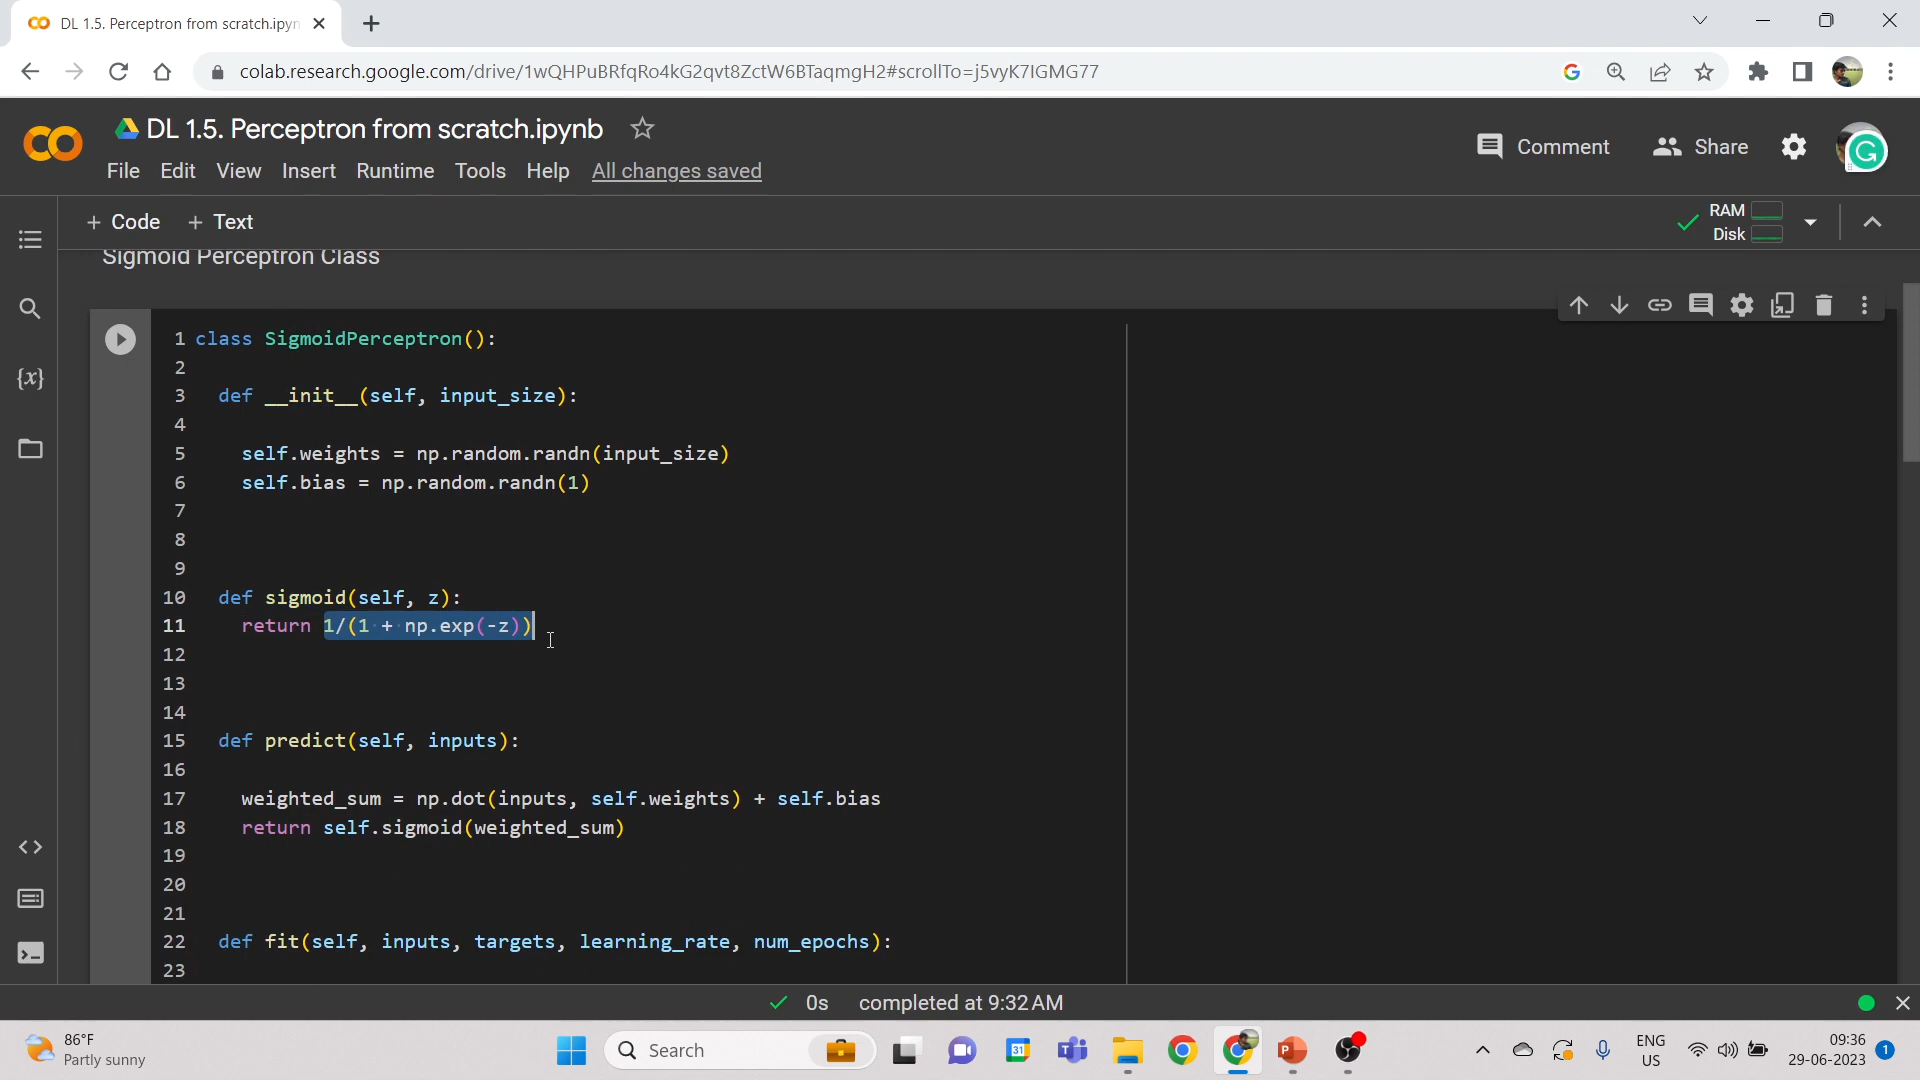 DL 1.5. Perceptron from scratch.ipyn
colab.research.google.com/drive/1wQHPuBRfqRo4kG2qvt8ZctW6BTaqmgH2#scrollTo=j5vyK7IGMG77
DL 1.5. Perceptron from scratch.ipynb
Comment
Share
File Edit View Insert Runtime Tools Help All changes saved
+ Code + Text
RAM
Disk
Sigmoid Perceptron Class
1 class SigmoidPerceptron():
2
3 def __init__(self, input_size):
4
5 self.weights = np.random.randn(input_size)
6 self.bias = np.random.randn(1)
7
8
9
10 def sigmoid(self, z):
11 return 1/(1 + np.exp(-z))
12
13
14
15 def predict(self, inputs):
16
17 weighted_sum = np.dot(inputs, self.weights) + self.bias
18 return self.sigmoid(weighted_sum)
19
20
21
22 def fit(self, inputs, targets, learning_rate, num_epochs):
23
0s completed at 9:32 AM
86°F
Partly sunny
Search
31
ENG
US
09:36
29-06-2023
1